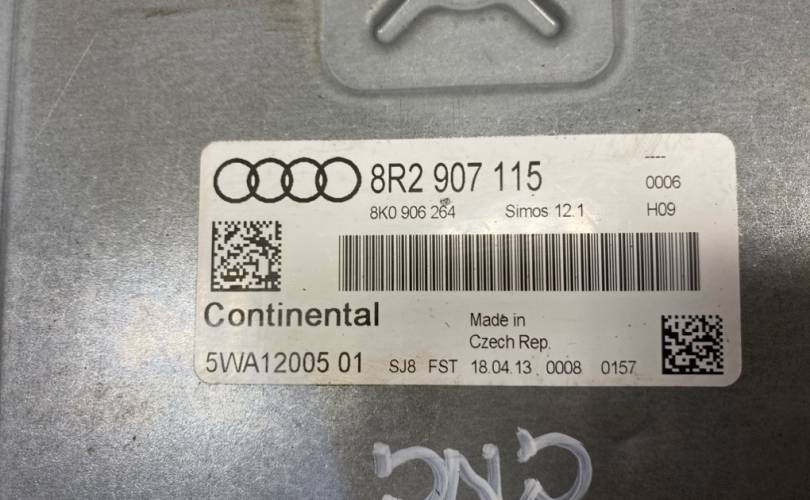 8R2 907 115
----
0006
8K0 906 264 Simos 12.1 H09
Continental
Made in
Czech Rep.
5WA12005 01 SJ8 FST 18.04.13 0008 0157